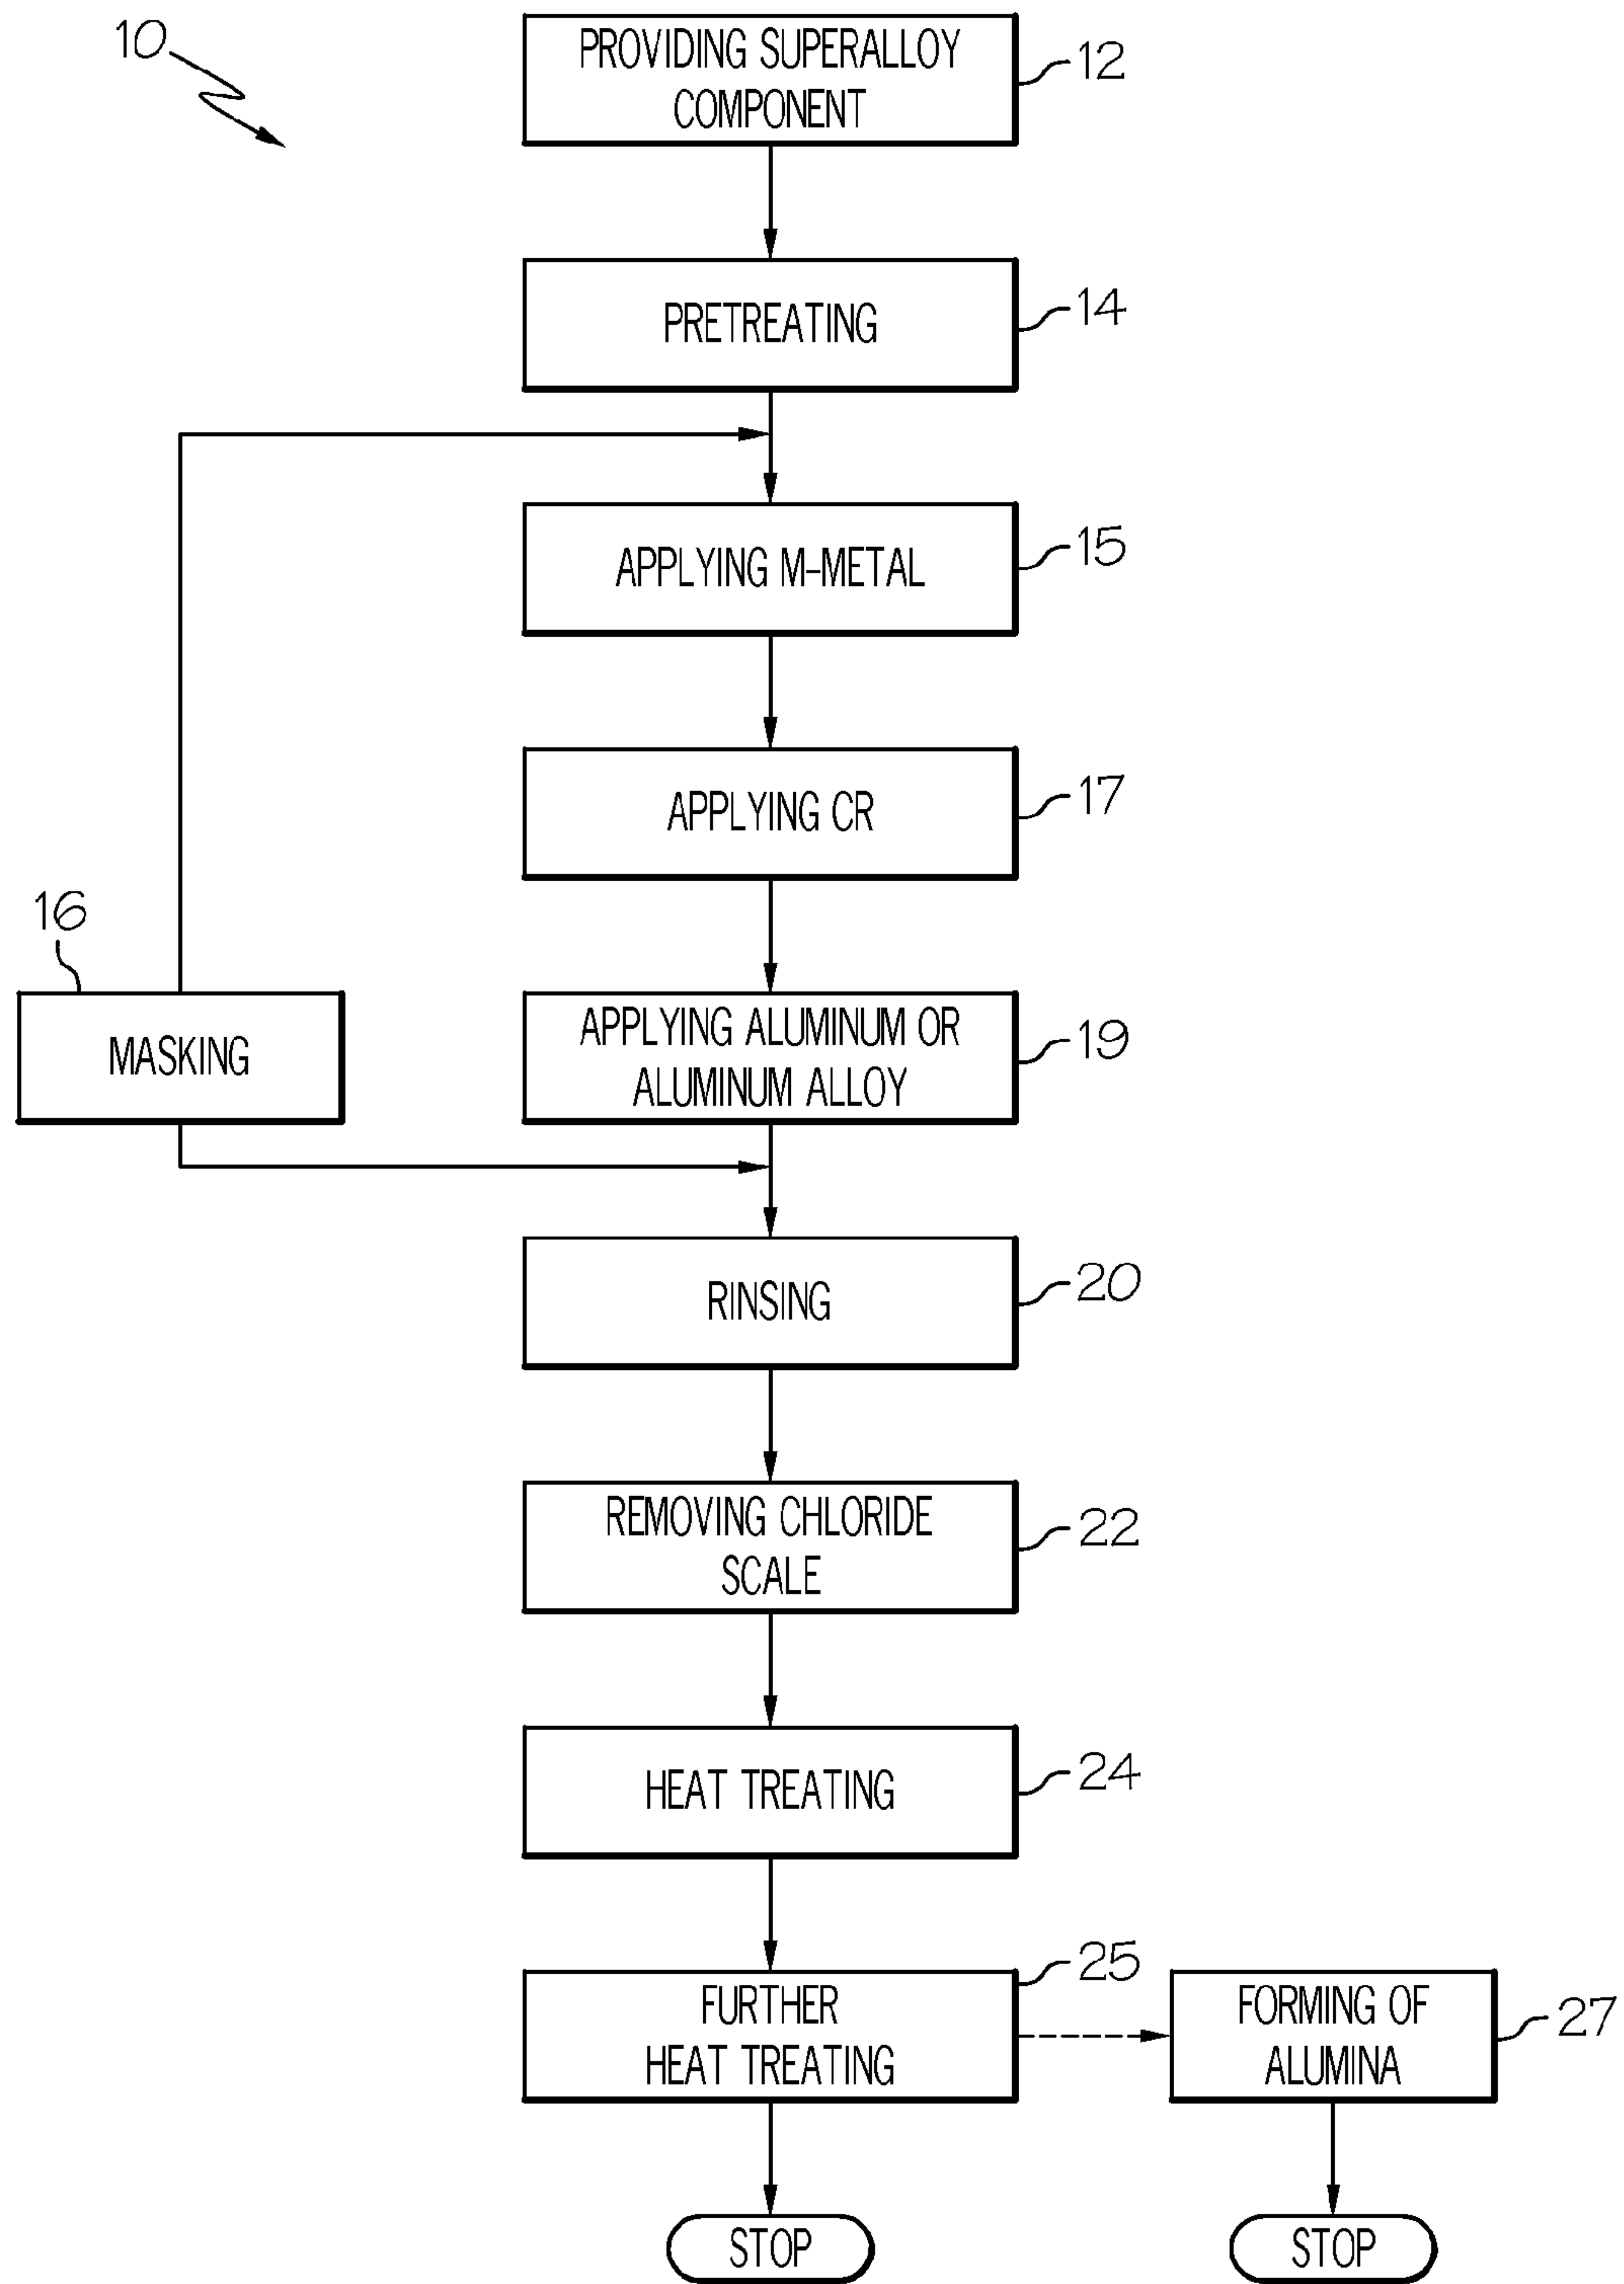 10
PROVIDING SUPERALLOY
COMPONENT
12
PRETREATING
14
APPLYING M-METAL
15
APPLYING CR
17
16
MASKING
APPLYING ALUMINUM OR
ALUMINUM ALLOY
19
RINSING
20
REMOVING CHLORIDE
SCALE
22
HEAT TREATING
24
FURTHER
HEAT TREATING
25
FORMING OF
ALUMINA
27
STOP
STOP